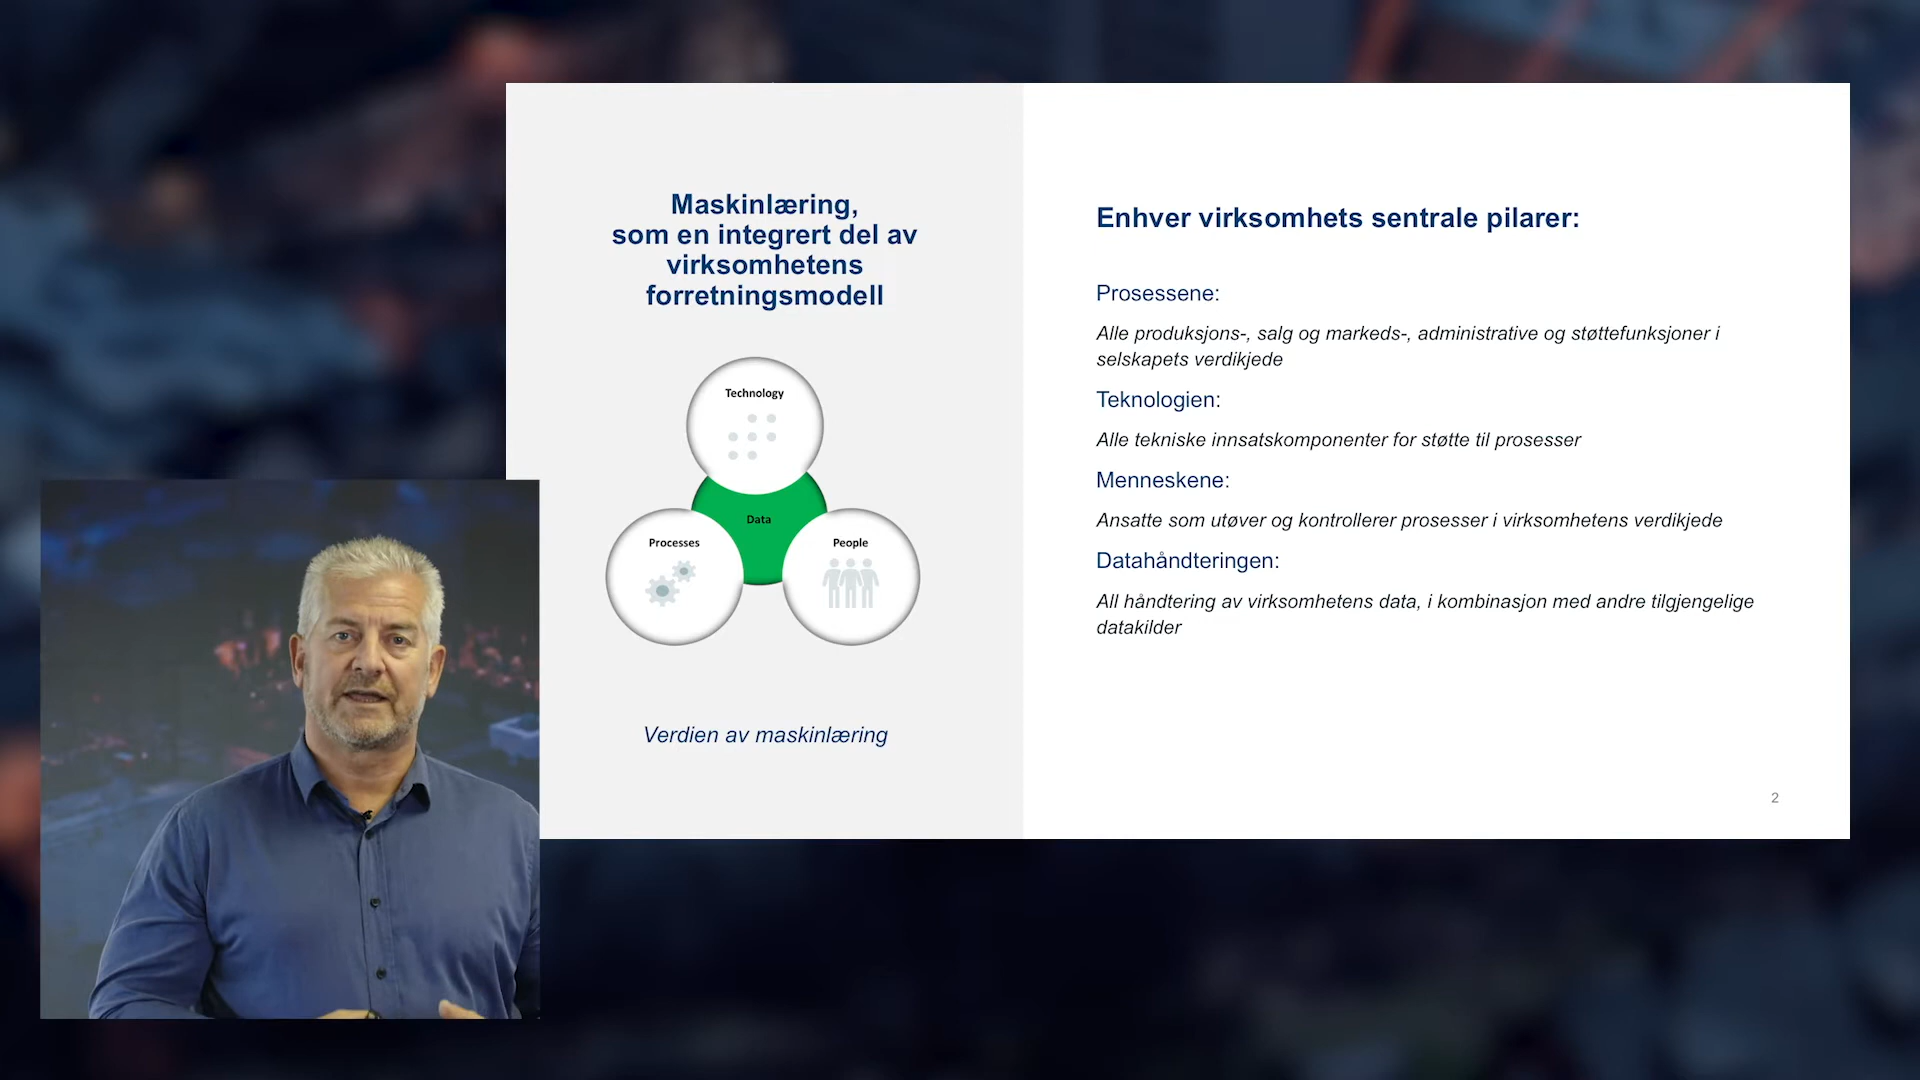 Maskinlæring,
som en integrert del av
virksomhetens
forretningsmodell
Technology
Data
Processes
People
Verdien av maskinlæring
Enhver virksomhets sentrale pilarer:
Prosessene:
Alle produksjons-, salg og markeds-, administrative og støttefunksjoner i
selskapets verdikjede
Teknologien:
Alle tekniske innsatskomponenter for støtte til prosesser
Menneskene:
Ansatte som utøver og kontrollerer prosesser i virksomhetens verdikjede
Datahåndteringen:
All håndtering av virksomhetens data, i kombinasjon med andre tilgjengelige
datakilder
2